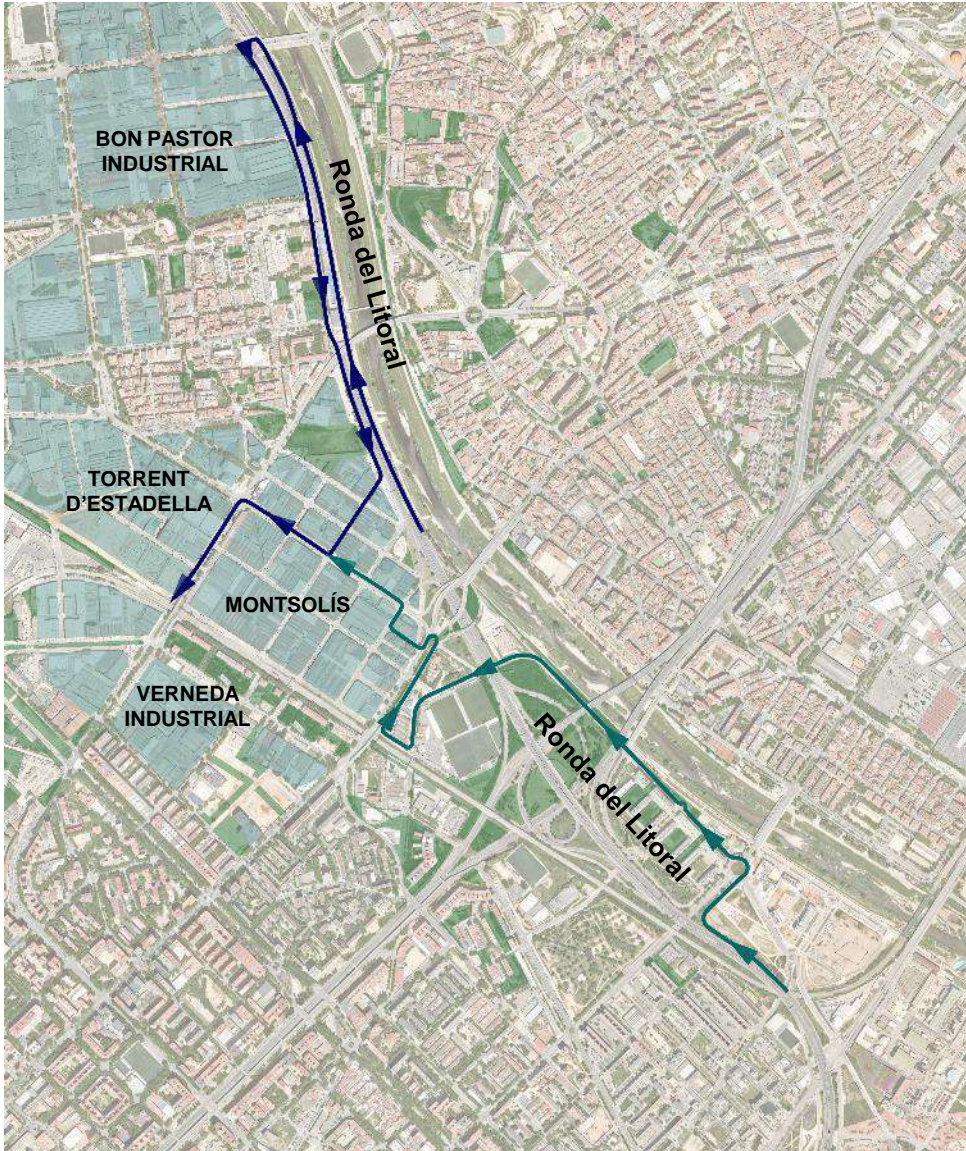 BON PASTOR
INDUSTRIAL
Ronda del Litoral
TORRENT
D'ESTADELLA
MONTSOLÍS
VERNEDA
INDUSTRIAL
Ronda del Litoral